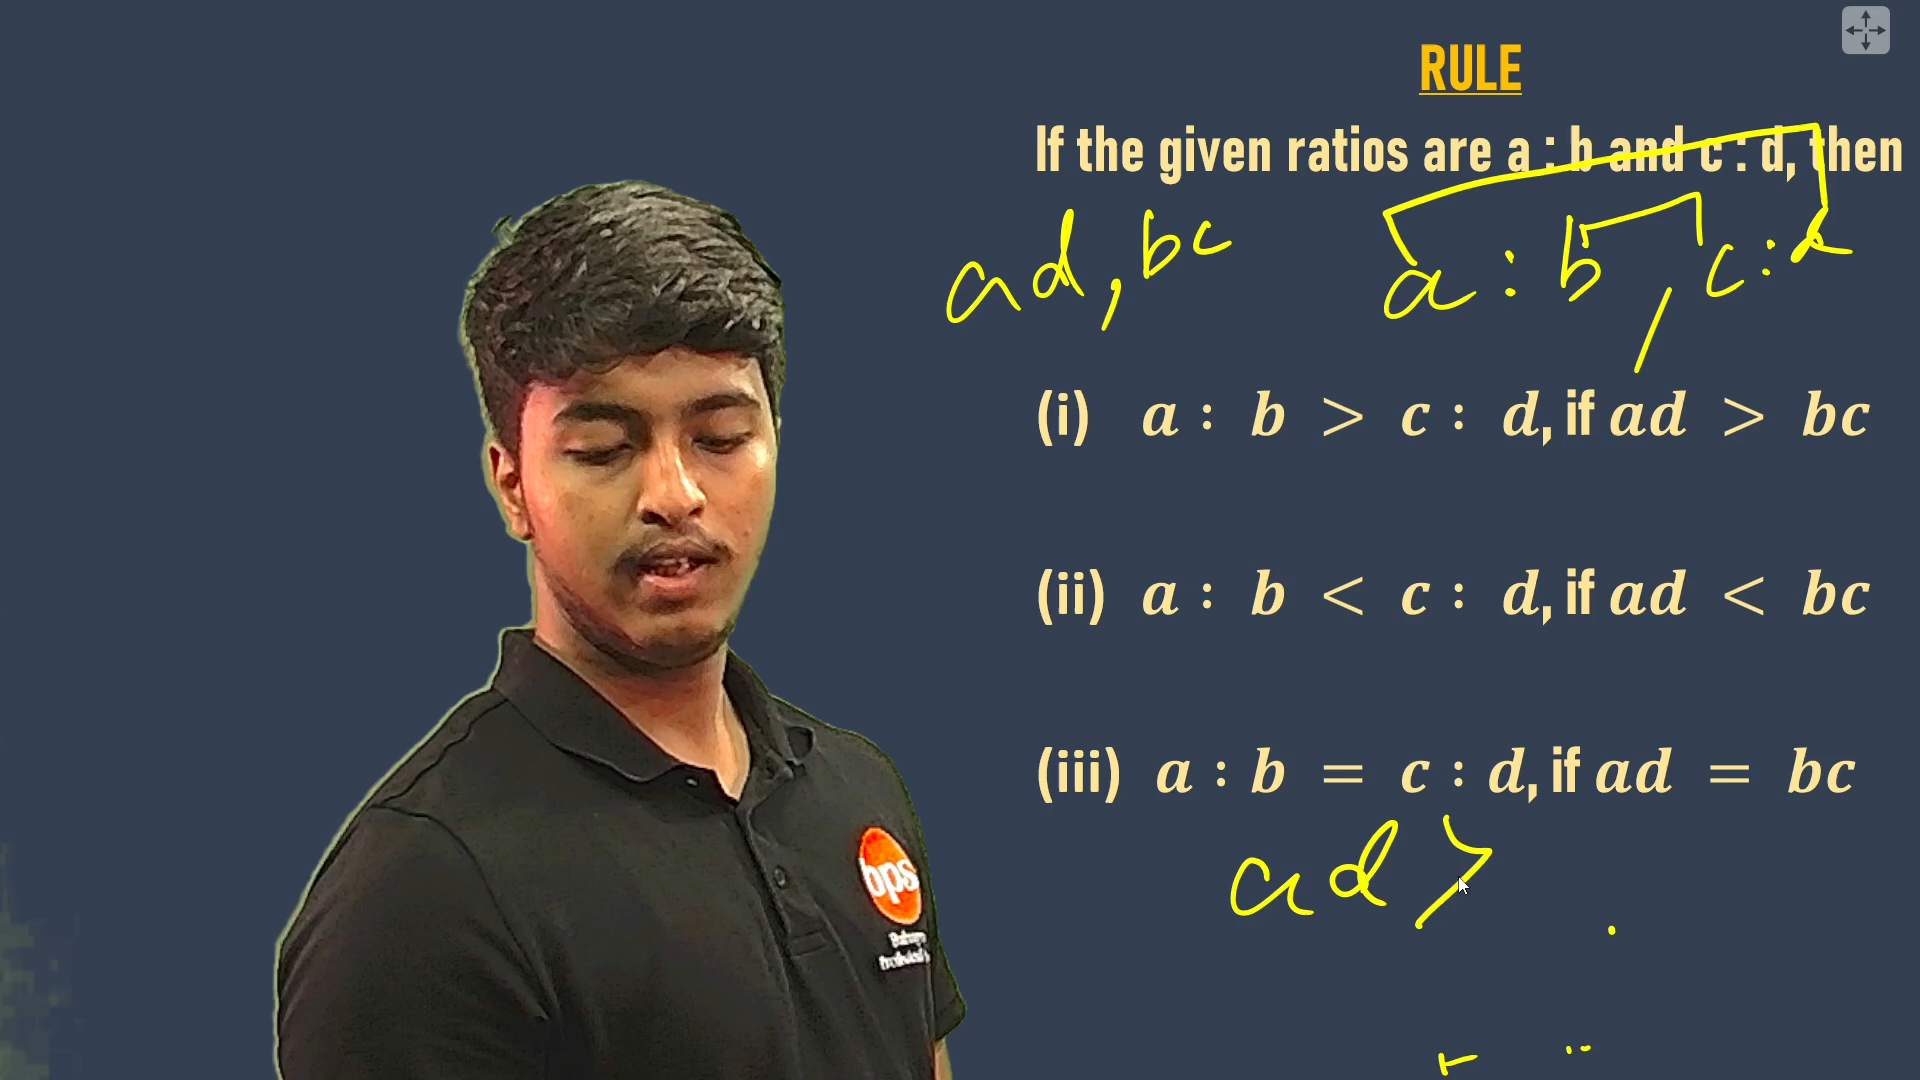 RULE
If the given ratios are a : b and c : d, then
ad, bc
a : b, c : d
(i) a : b > c : d, if ad > bc
(ii) a : b < c : d, if ad < bc
(iii) a : b = c : d, if ad = bc
ad >
bps